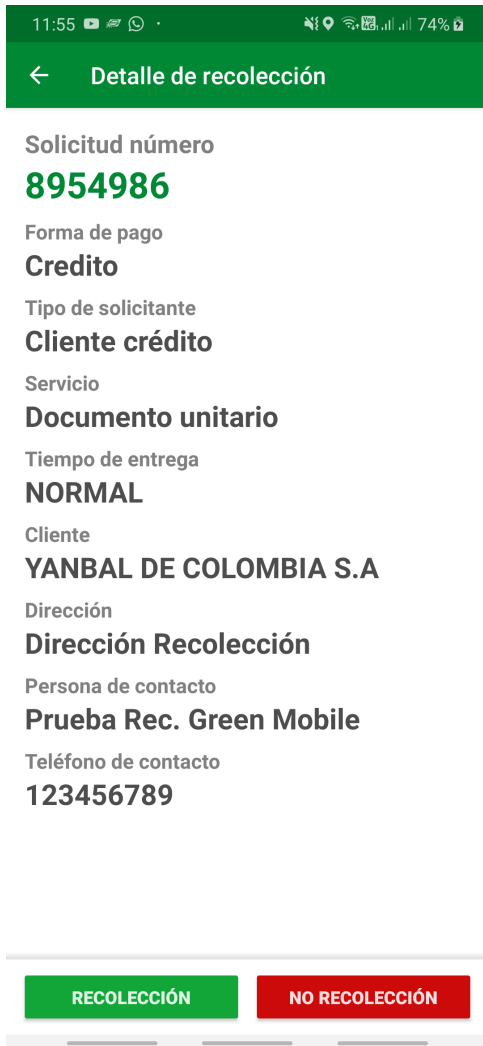 11:55
74%
Detalle de recolección
Solicitud número
8954986
Forma de pago
Credito
Tipo de solicitante
Cliente crédito
Servicio
Documento unitario
Tiempo de entrega
NORMAL
Cliente
YANBAL DE COLOMBIA S.A
Dirección
Dirección Recolección
Persona de contacto
Prueba Rec. Green Mobile
Teléfono de contacto
123456789
RECOLECCIÓN
NO RECOLECCIÓN